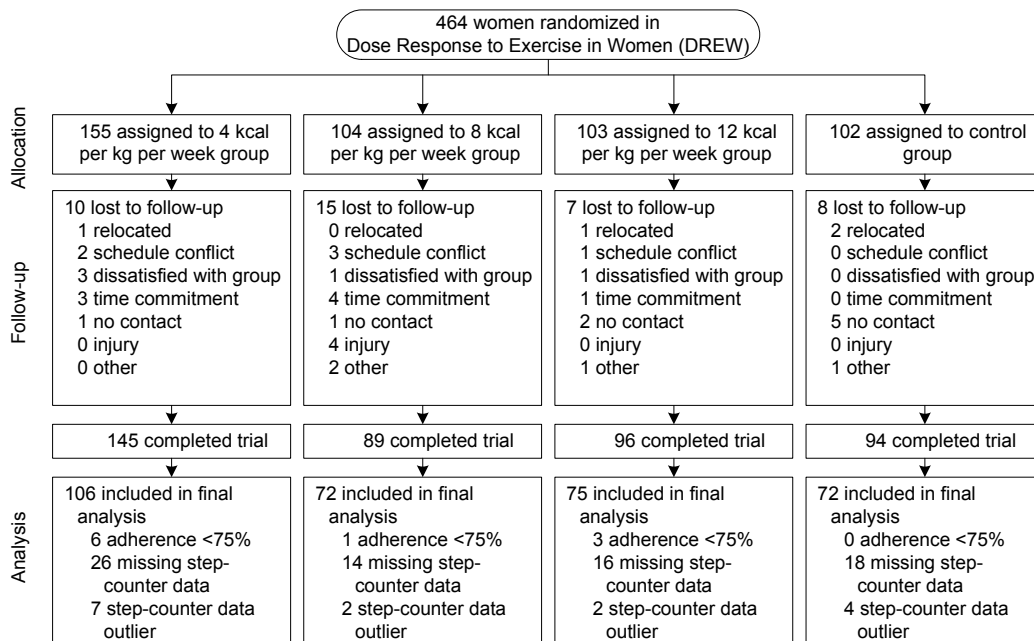 464 women randomized in
Dose Response to Exercise in Women (DREW)
Allocation
155 assigned to 4 kcal
per kg per week group
104 assigned to 8 kcal
per kg per week group
103 assigned to 12 kcal
per kg per week group
102 assigned to control
group
Follow-up
10 lost to follow-up
1 relocated
2 schedule conflict
3 dissatisfied with group
3 time commitment
1 no contact
0 injury
0 other
15 lost to follow-up
0 relocated
3 schedule conflict
1 dissatisfied with group
4 time commitment
1 no contact
4 injury
2 other
7 lost to follow-up
1 relocated
1 schedule conflict
1 dissatisfied with group
1 time commitment
2 no contact
0 injury
1 other
8 lost to follow-up
2 relocated
0 schedule conflict
0 dissatisfied with group
0 time commitment
5 no contact
0 injury
1 other
145 completed trial
89 completed trial
96 completed trial
94 completed trial
Analysis
106 included in final
analysis
6 adherence <75%
26 missing step-
counter data
7 step-counter data
outlier
72 included in final
analysis
1 adherence <75%
14 missing step-
counter data
2 step-counter data
outlier
75 included in final
analysis
3 adherence <75%
16 missing step-
counter data
2 step-counter data
outlier
72 included in final
analysis
0 adherence <75%
18 missing step-
counter data
4 step-counter data
outlier